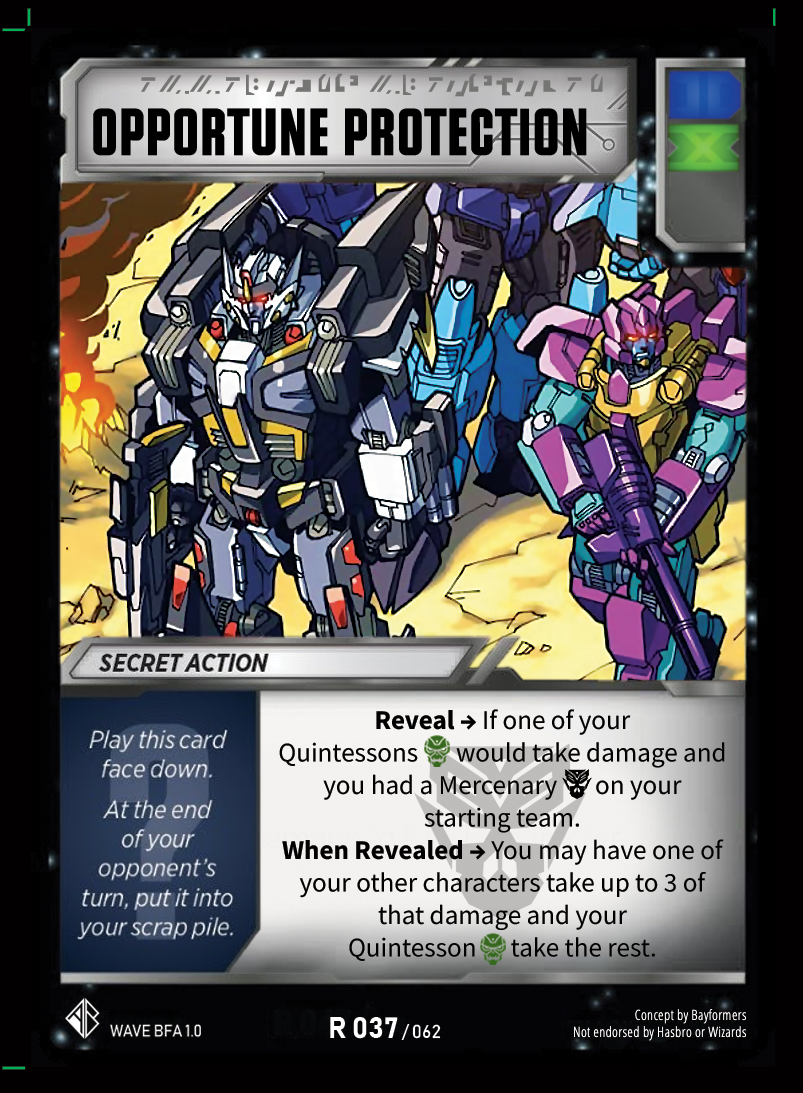 OPPORTUNE PROTECTION
SECRET ACTION
Play this card
face down.
At the end
of your
opponent's
turn, put it into
your scrap pile.
Reveal → If one of your
Quintessons would take damage and
you had a Mercenary on your
starting team.
When Revealed → You may have one of
your other characters take up to 3 of
that damage and your
Quintesson take the rest.
WAVE BFA 1.0
R 037/062
Concept by Bayformers
Not endorsed by Hasbro or Wizards